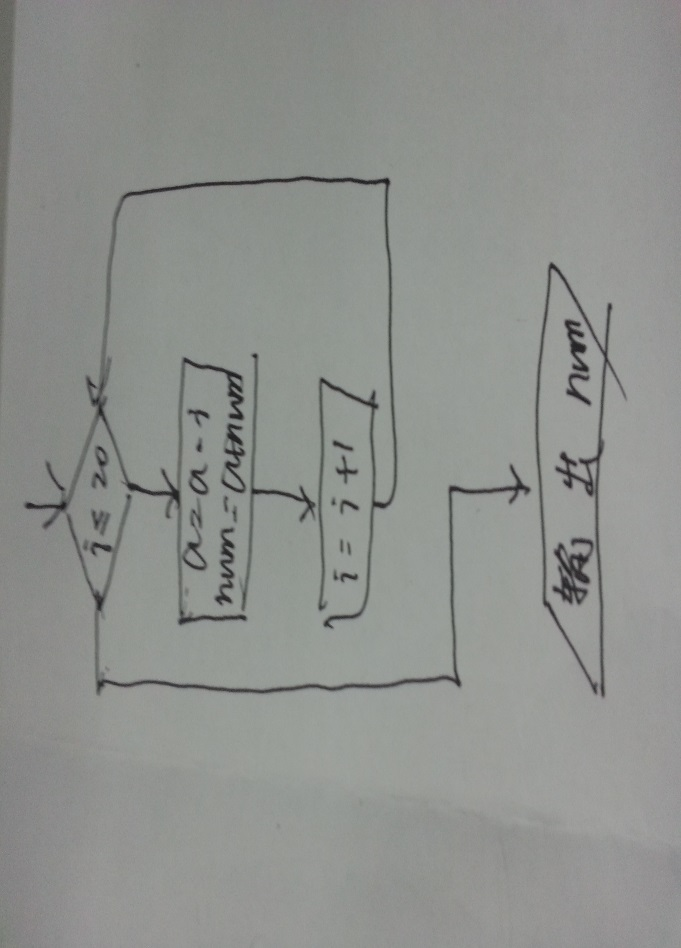 i ≤ 20
a = a - 1
num = a+num
i = i + 1
输出 num